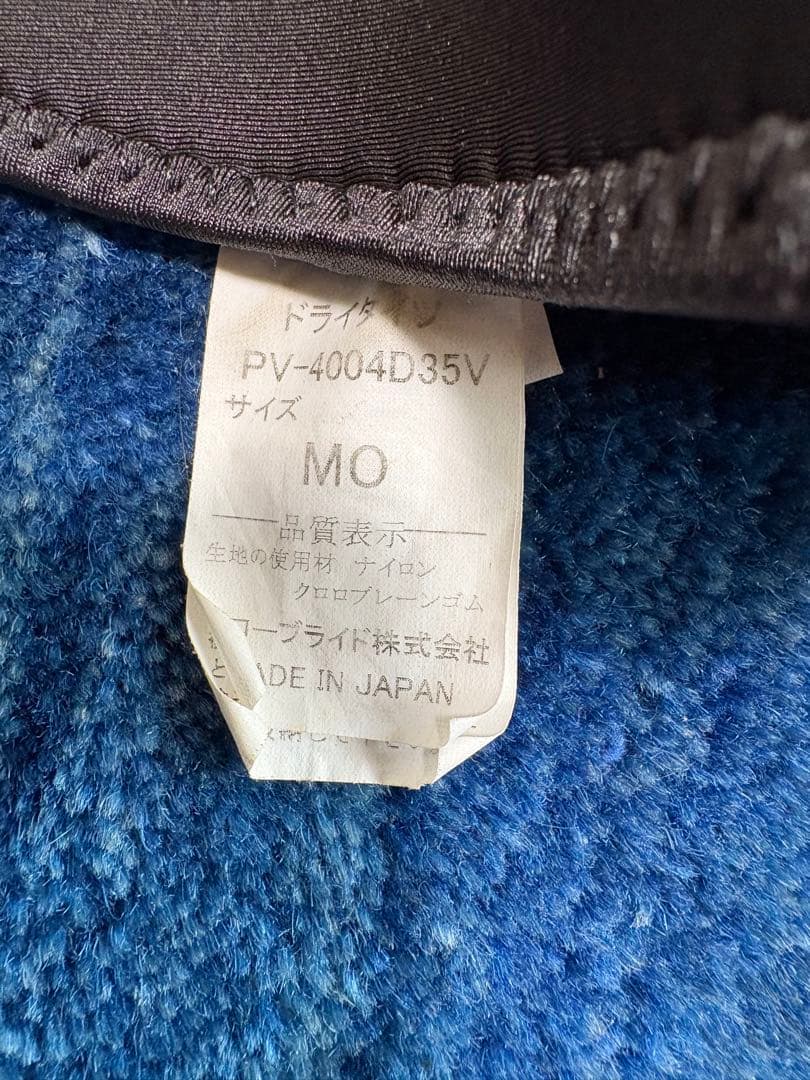 ドライタイツ
PV-4004D35V
サイズ
MO
品質表示
生地の使用材 ナイロン
クロロプレーンゴム
ローブライド株式会社
ADE IN JAPAN
と